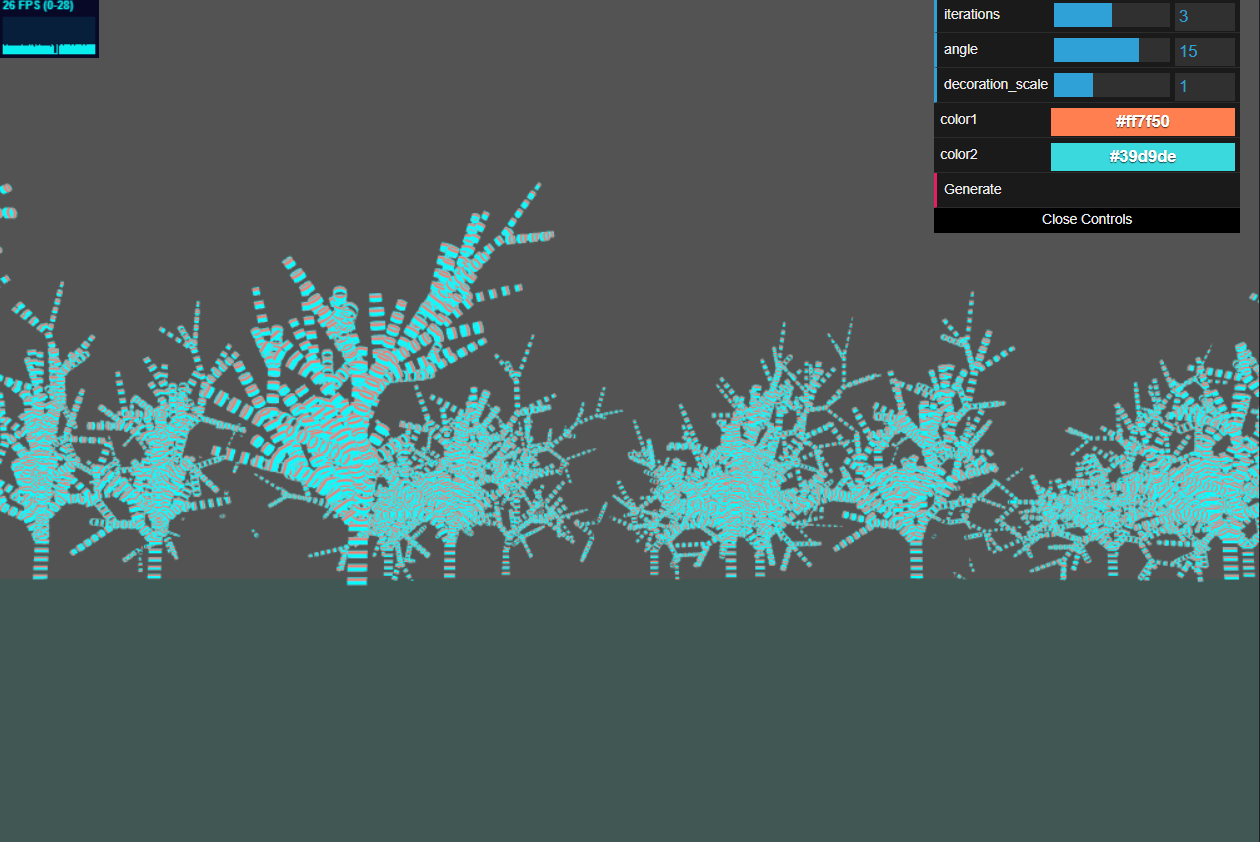 26 FPS (0-28)
iterations 3
angle 15
decoration_scale 1
color1 #ff7f50
color2 #39d9de
Generate
Close Controls